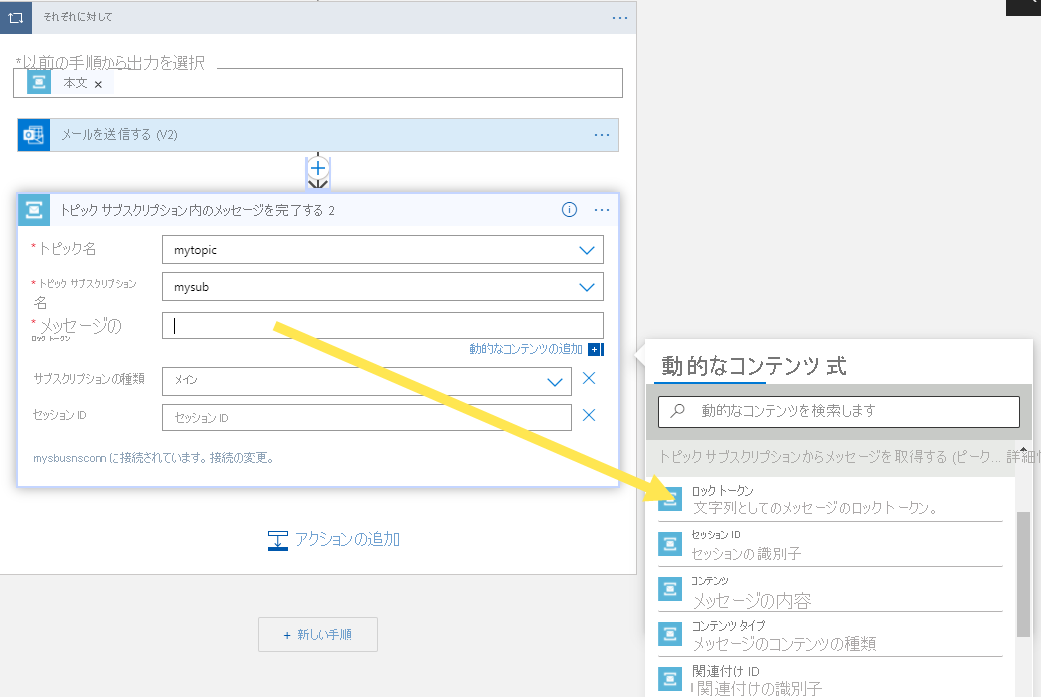 それぞれに対して
*以前の手順から出力を選択
本文 ×
メールを送信する (V2)
トピック サブスクリプション内のメッセージを完了する 2
* トピック名
mytopic
* トピック サブスクリプション
名
mysub
* メッセージの
ロック トークン
動的なコンテンツの追加
サブスクリプションの種類
メイン
セッション ID
セッション ID
mysbusnsconn に接続されています。接続の変更。
アクションの追加
+ 新しい手順
動的なコンテンツ 式
動的なコンテンツを検索します
トピック サブスクリプションからメッセージを取得する (ピーク... 詳細情
ロック トークン
文字列としてのメッセージのロック トークン。
セッション ID
セッションの識別子
コンテンツ
メッセージの内容
コンテンツ タイプ
メッセージのコンテンツの種類
関連付け ID
関連付けの識別子